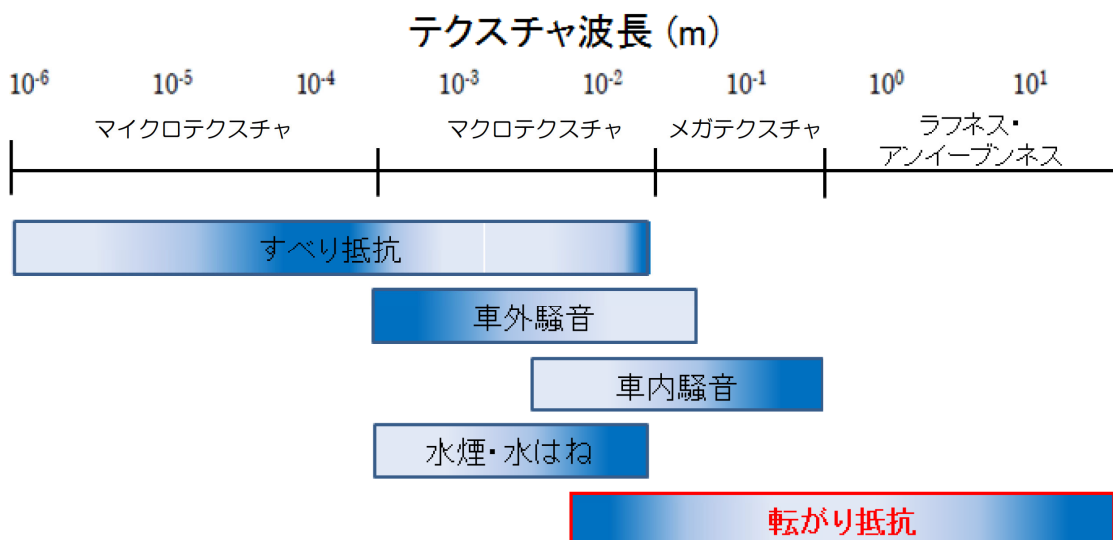 テクスチャ波長 (m)
10-6 10-5 10-4 10-3 10-2 10-1 100 101
マイクロテクスチャ マクロテクスチャ メガテクスチャ ラフネス・
アンイーブンネス
すべり抵抗
車外騒音
車内騒音
水煙・水はね
転がり抵抗